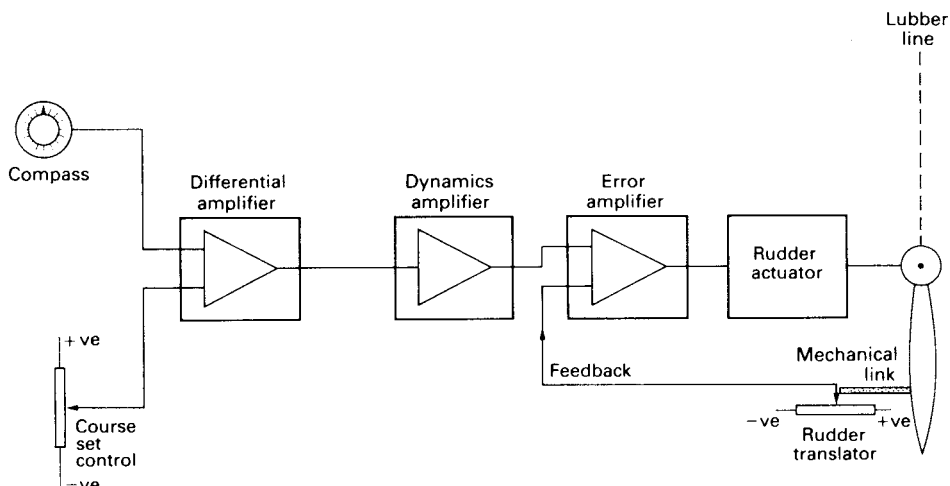 Lubber
line
Compass
Differential
amplifier
Dynamics
amplifier
Error
amplifier
Rudder
actuator
+ve
Course
set
control
-ve
Feedback
Mechanical
link
-ve
+ve
Rudder
translator